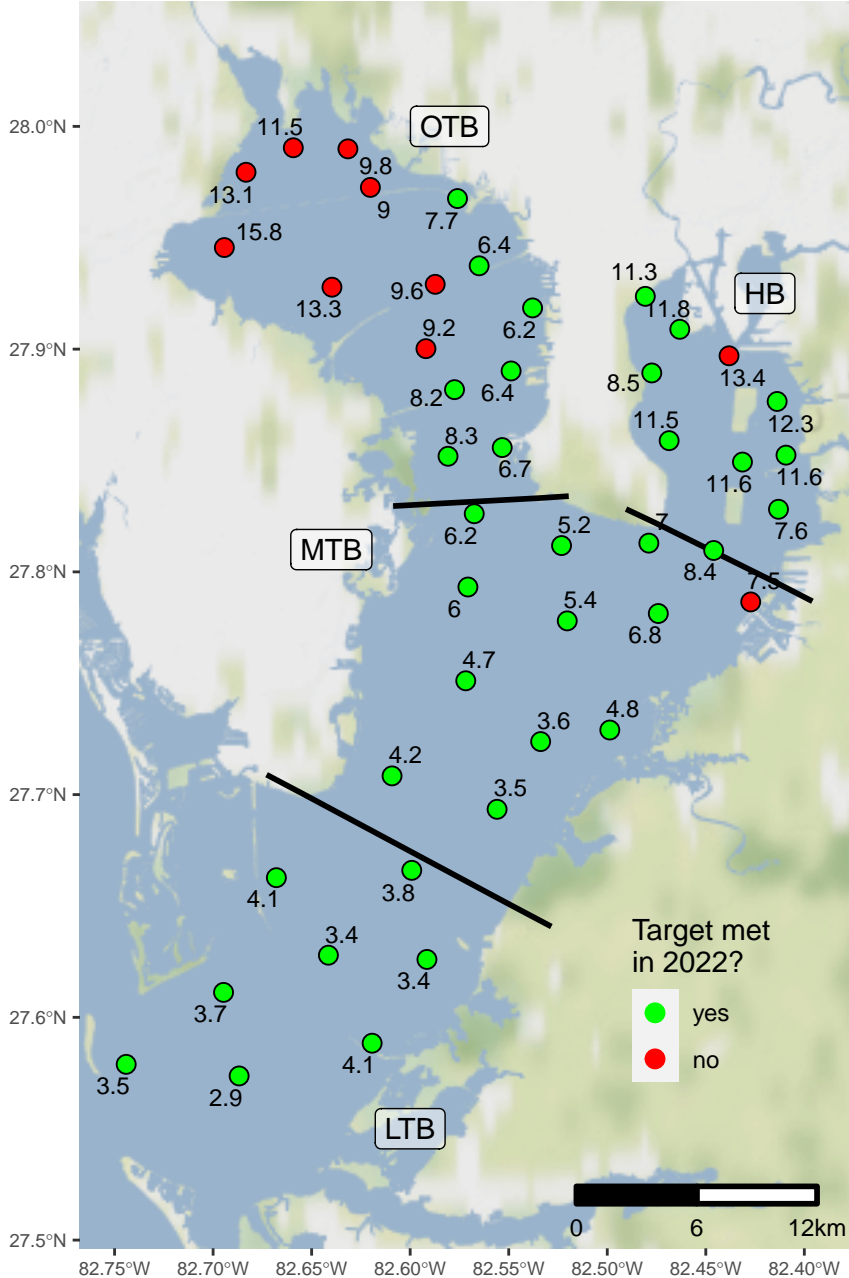 28.0°N
27.9°N
27.8°N
27.7°N
27.6°N
27.5°N
OTB
11.5
9.8
13.1
9
7.7
15.8
6.4
13.3
9.6
6.2
9.2
8.2
6.4
8.3
6.7
HB
11.3
11.8
13.4
8.5
12.3
11.5
11.6
11.6
7.6
8.4
MTB
6.2
5.2
7
7.5
6
5.4
6.8
4.7
3.6
4.8
4.2
3.5
3.8
4.1
3.4
3.4
3.7
4.1
3.5
2.9
LTB
Target met
in 2022?
yes
no
0 6 12km
82.75°W 82.70°W 82.65°W 82.60°W 82.55°W 82.50°W 82.45°W 82.40°W